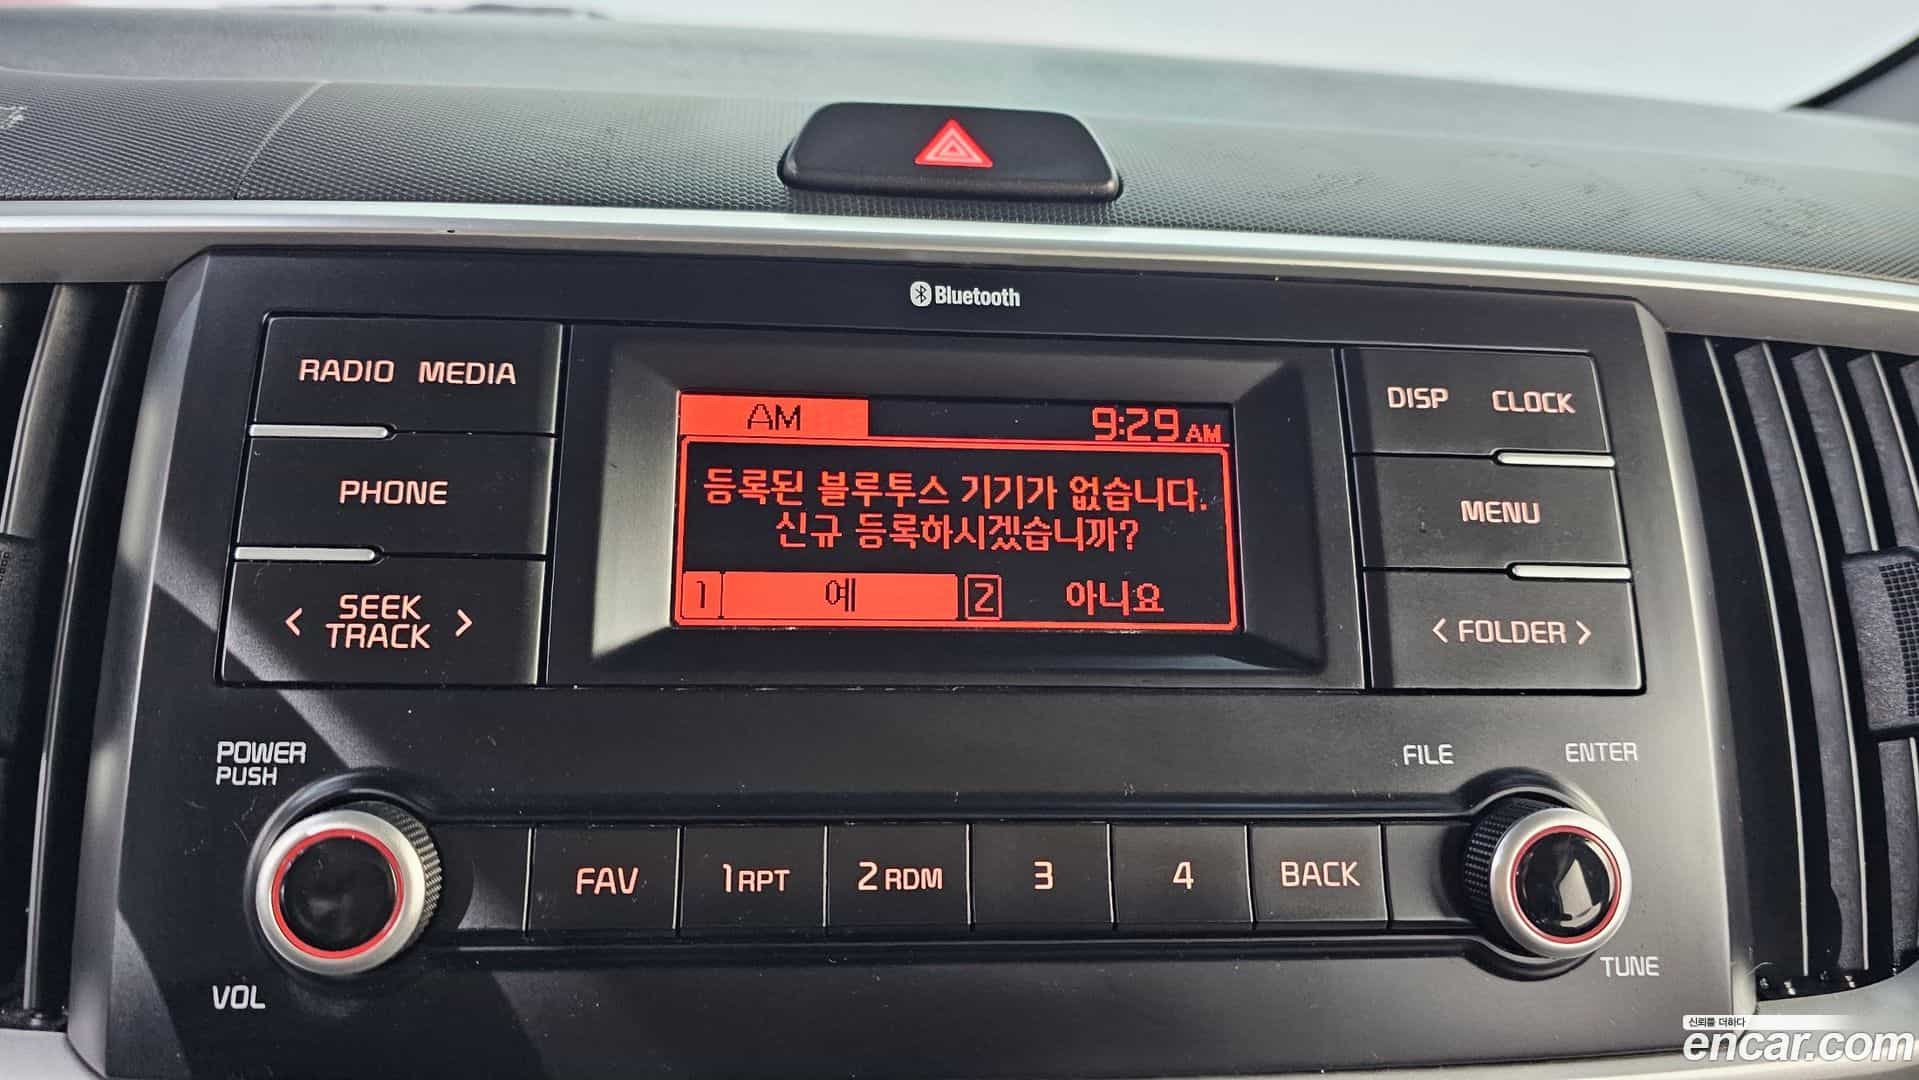 Bluetooth
RADIO MEDIA
PHONE
< SEEK TRACK >
AM 9:29 AM
등록된 블루투스 기기가 없습니다.
신규 등록하시겠습니까?
1 예 2 아니요
DISP CLOCK
MENU
< FOLDER >
POWER
PUSH
VOL
FAV 1 RPT 2 RDM 3 4 BACK
FILE ENTER
TUNE
신뢰를 더하다
encar.com